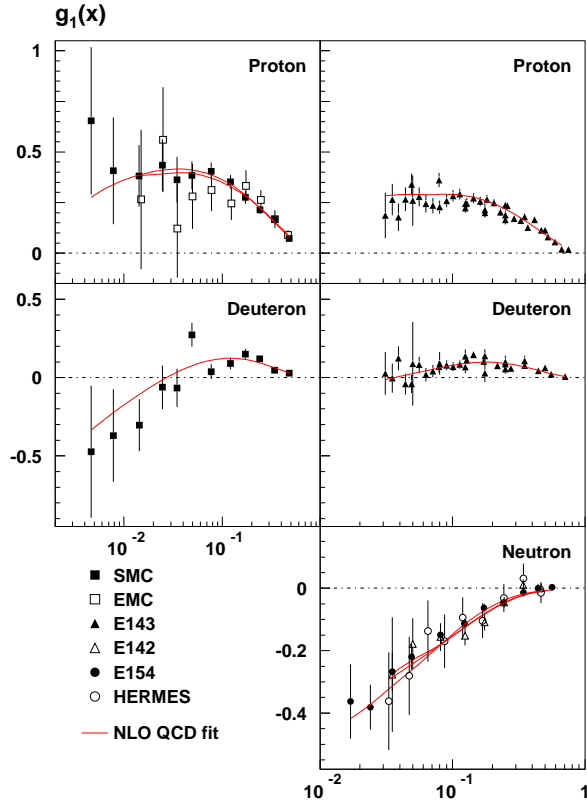 g₁(x)
1
0.5
0
Proton
Proton
0.5
0
-0.5
Deuteron
Deuteron
10⁻²
10⁻¹
SMC
EMC
E143
E142
E154
HERMES
NLO QCD fit
Neutron
0
-0.2
-0.4
10⁻²
10⁻¹
1